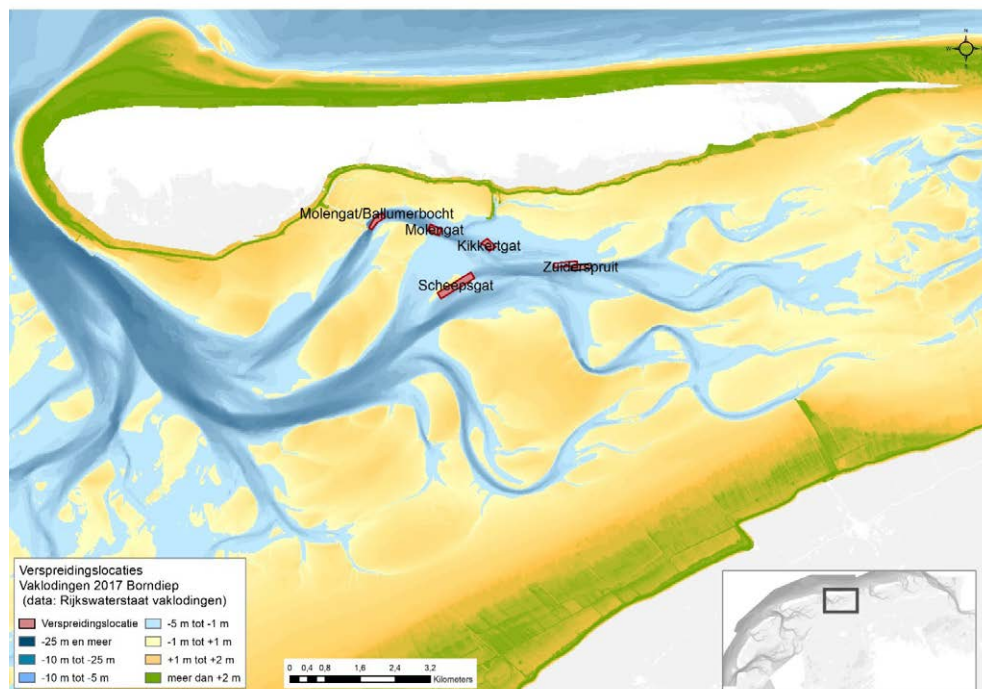 N
W
Molengat/Ballumerbocht
Molengat
Kikkertgat
Zuiderspruit
Scheepsgat
Verspreidingslocaties
Vaklodingen 2017 Borndiep
(data: Rijkswaterstaat vaklodingen)
Verspreidingslocatie
-25 m en meer
-10 m tot -25 m
-10 m tot -5 m
-5 m tot -1 m
-1 m tot +1 m
+1 m tot +2 m
meer dan +2 m
0 0,4 0,8 1,6 2,4 3,2
Kilometers